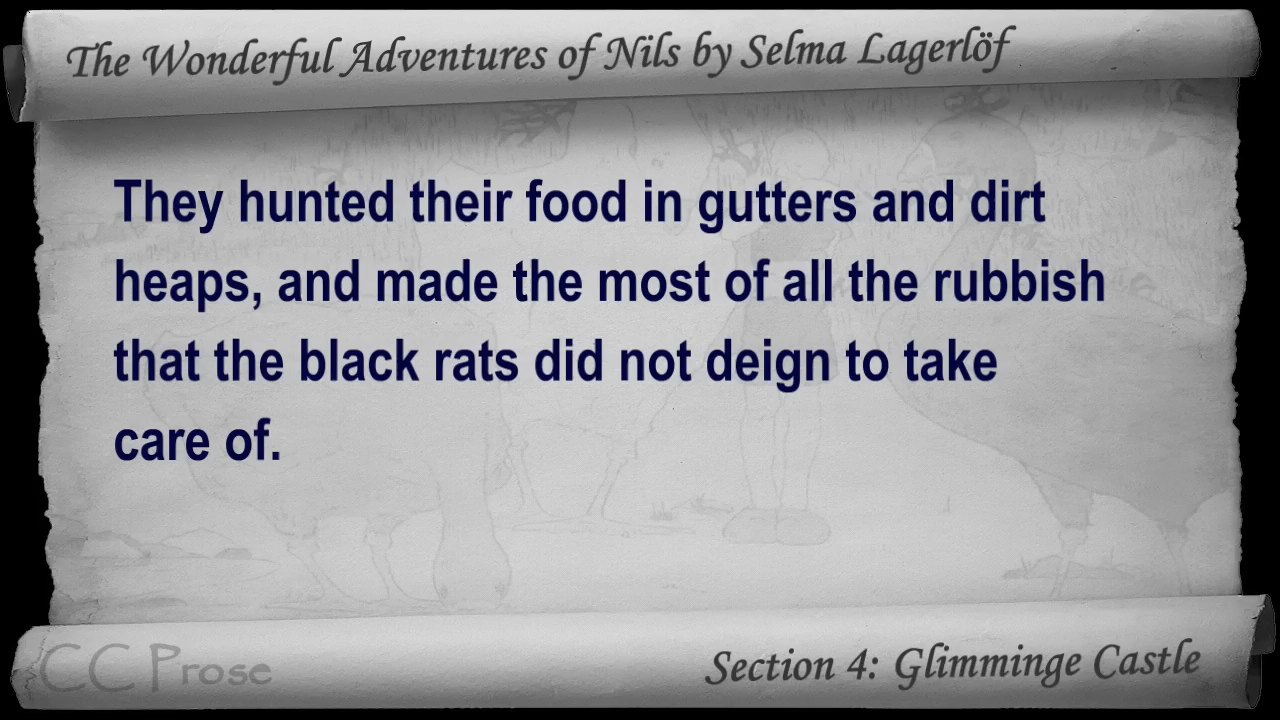 The Wonderful Adventures of Nils by Selma Lagerlöf
They hunted their food in gutters and dirt
heaps, and made the most of all the rubbish
that the black rats did not deign to take
care of.
CC Prose
Section 4: Glimminge Castle